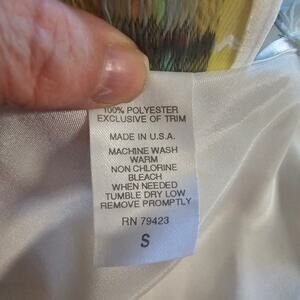 100% POLYESTER
EXCLUSIVE OF TRIM
MADE IN U.S.A.
MACHINE WASH
WARM
NON CHLORINE
BLEACH
WHEN NEEDED
TUMBLE DRY LOW
REMOVE PROMPTLY
RN 79423
S